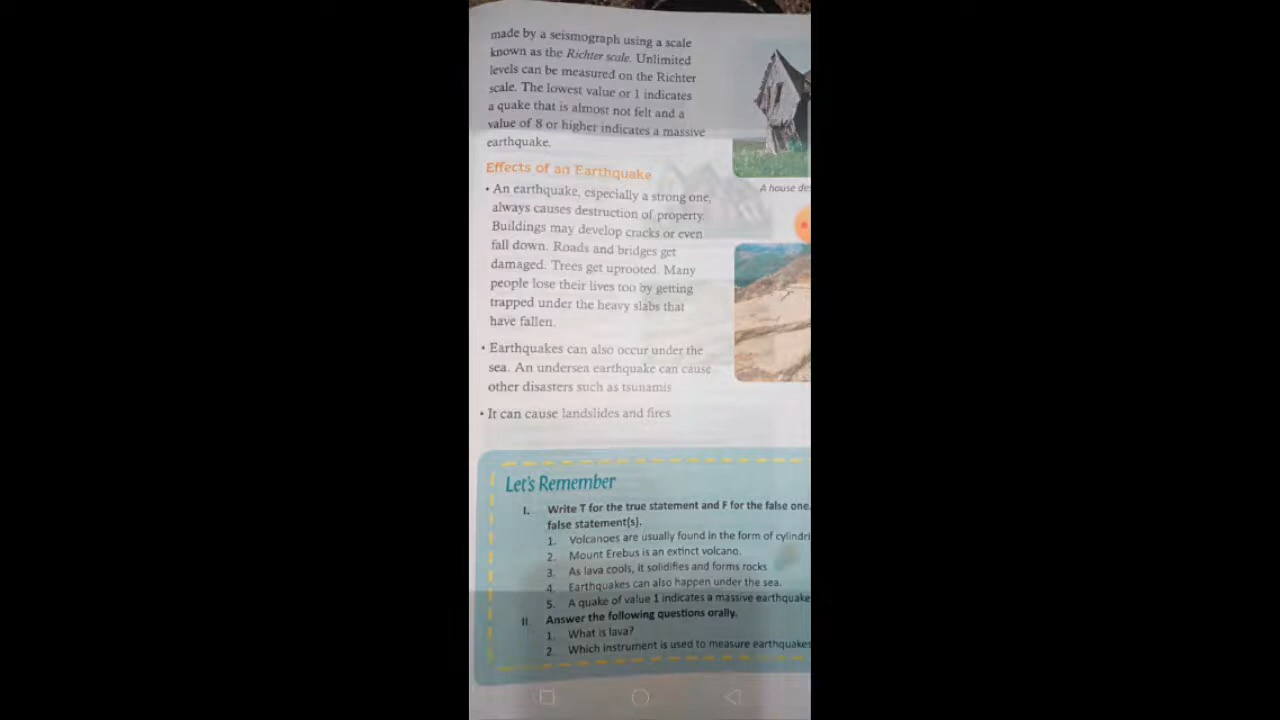 made by a seismograph using a scale
known as the Richter scale. Unlimited
levels can be measured on the Richter
scale. The lowest value or 1 indicates
a quake that is almost not felt and a
value of 8 or higher indicates a massive
earthquake.
Effects of an Earthquake
• An earthquake, especially a strong one,
always causes destruction of property.
Buildings may develop cracks or even
fall down. Roads and bridges get
damaged. Trees get uprooted. Many
people lose their lives too by getting
trapped under the heavy slabs that
have fallen.
• Earthquakes can also occur under the
sea. An undersea earthquake can cause
other disasters such as tsunamis
• It can cause landslides and fires.
A house de
Let's Remember
I. Write T for the true statement and F for the false one.
false statement(s).
1. Volcanoes are usually found in the form of cylindri
2. Mount Erebus is an extinct volcano.
3. As lava cools, it solidifies and forms rocks
4. Earthquakes can also happen under the sea.
5. A quake of value 1 indicates a massive earthquake
II. Answer the following questions orally.
1. What is lava?
2. Which instrument is used to measure earthquakes